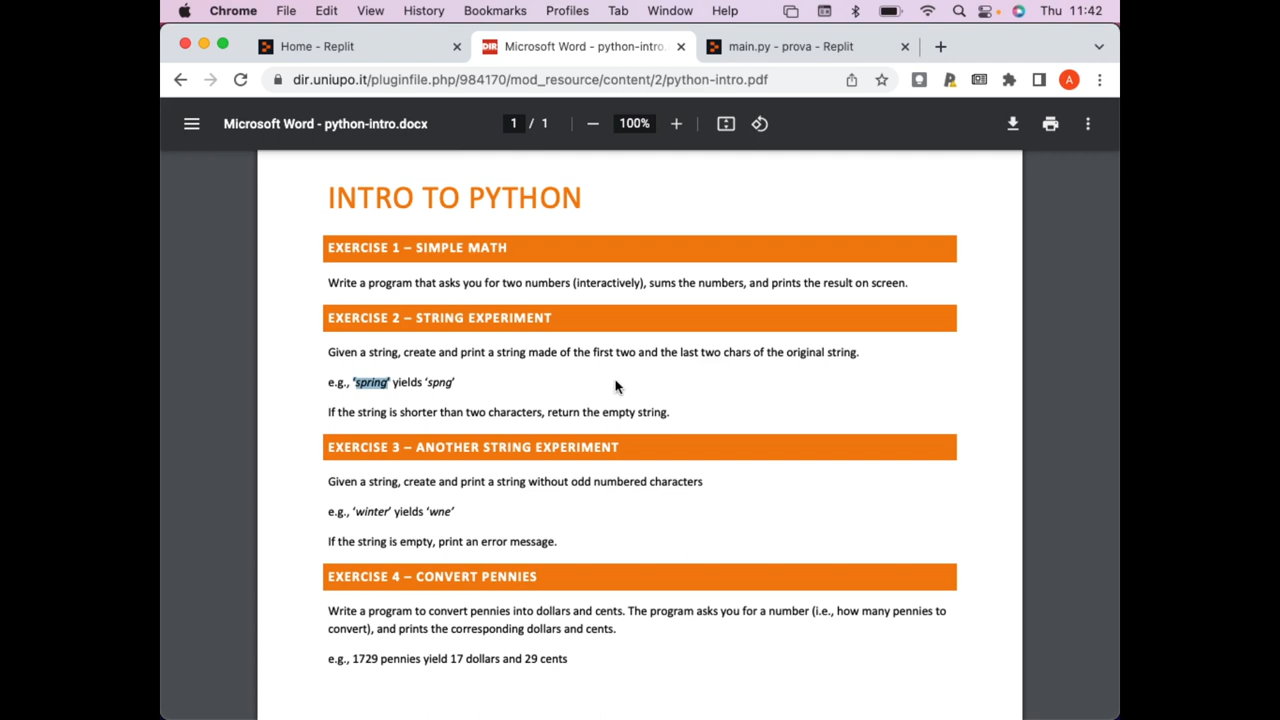 Chrome File Edit View History Bookmarks Profiles Tab Window Help Thu 11:42
Home - Replit DIR Microsoft Word - python-intro. main.py - prova - Replit
dir.uniupo.it/pluginfile.php/984170/mod_resource/content/2/python-intro.pdf A
Microsoft Word - python-intro.docx 1 / 1 100%
INTRO TO PYTHON
EXERCISE 1 – SIMPLE MATH
Write a program that asks you for two numbers (interactively), sums the numbers, and prints the result on screen.
EXERCISE 2 – STRING EXPERIMENT
Given a string, create and print a string made of the first two and the last two chars of the original string.
e.g., ‘spring’ yields ‘spng’
If the string is shorter than two characters, return the empty string.
EXERCISE 3 – ANOTHER STRING EXPERIMENT
Given a string, create and print a string without odd numbered characters
e.g., ‘winter’ yields ‘wne’
If the string is empty, print an error message.
EXERCISE 4 – CONVERT PENNIES
Write a program to convert pennies into dollars and cents. The program asks you for a number (i.e., how many pennies to
convert), and prints the corresponding dollars and cents.
e.g., 1729 pennies yield 17 dollars and 29 cents